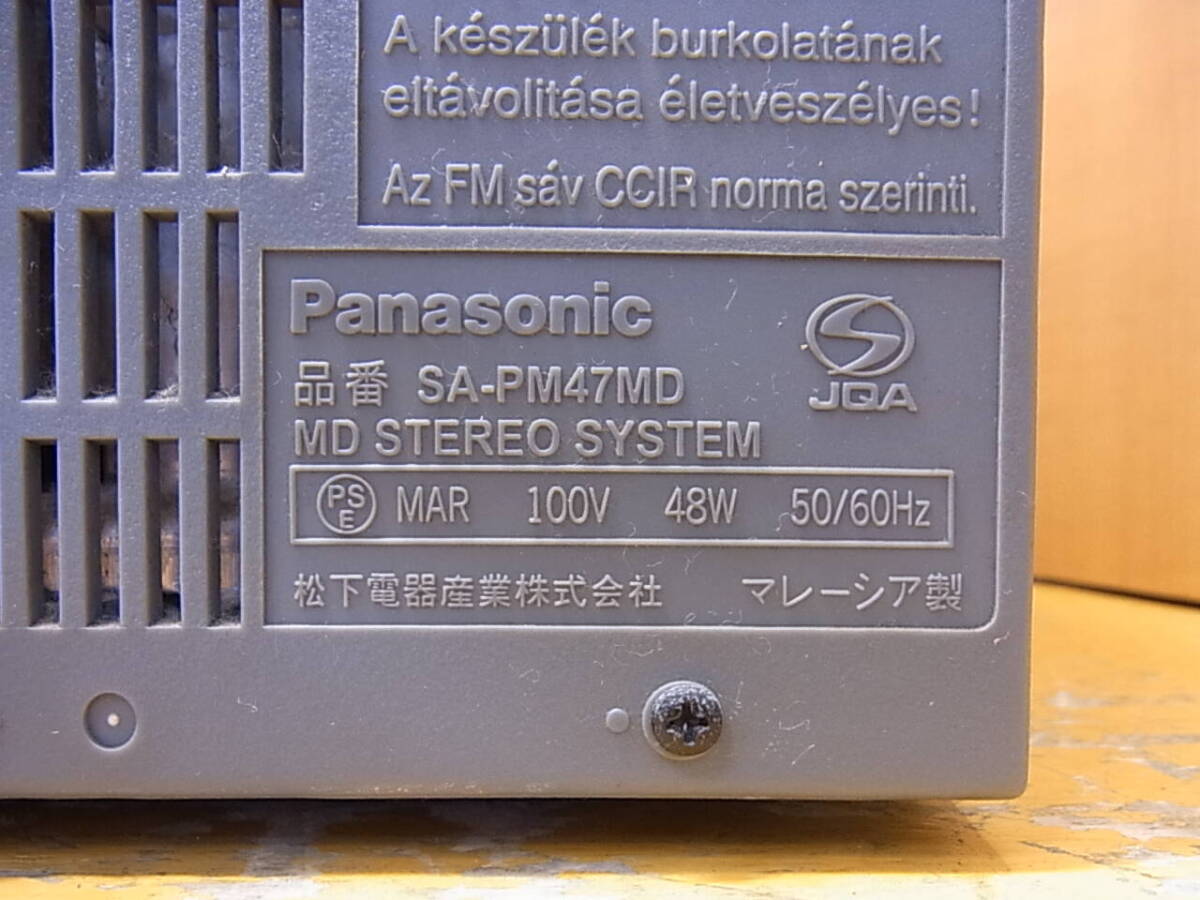 A készülék burkolatának
eltávolitása életveszélyes!
Az FM sáv CCIR norma szerinti.
Panasonic
JQA
品番 SA-PM47MD
MD STEREO SYSTEM
PS E MAR 100V 48W 50/60Hz
松下電器産業株式会社 マレーシア製